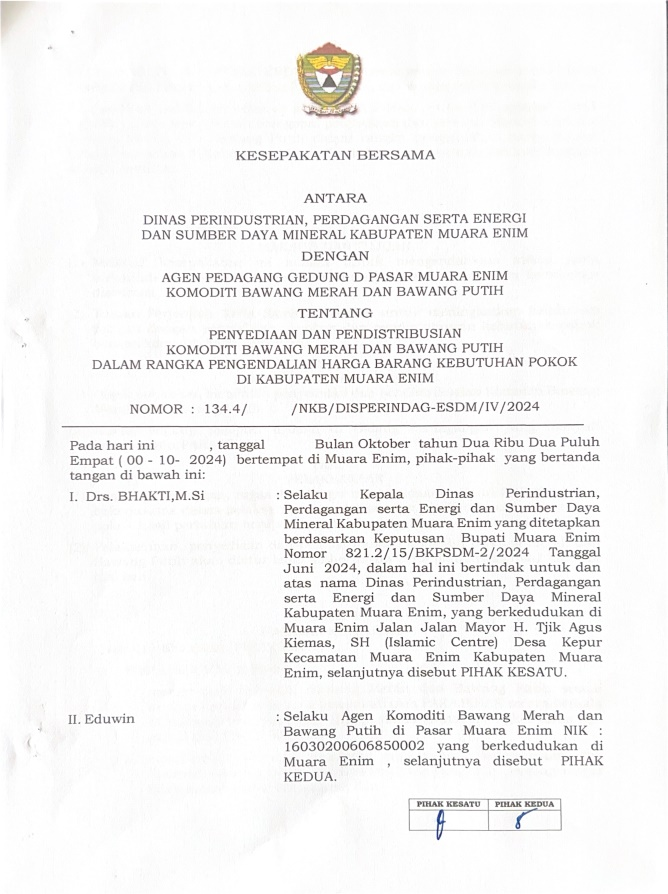 KESEPAKATAN BERSAMA
ANTARA
DINAS PERINDUSTRIAN, PERDAGANGAN SERTA ENERGI
DAN SUMBER DAYA MINERAL KABUPATEN MUARA ENIM
DENGAN
AGEN PEDAGANG GEDUNG D PASAR MUARA ENIM
KOMODITI BAWANG MERAH DAN BAWANG PUTIH
TENTANG
PENYEDIAAN DAN PENDISTRIBUSIAN
KOMODITI BAWANG MERAH DAN BAWANG PUTIH
DALAM RANGKA PENGENDALIAN HARGA BARANG KEBUTUHAN POKOK
DI KABUPATEN MUARA ENIM
NOMOR : 134.4/ /NKB/DISPERINDAG-ESDM/IV/2024
Pada hari ini , tanggal Bulan Oktober tahun Dua Ribu Dua Puluh
Empat ( 00 - 10- 2024) bertempat di Muara Enim, pihak-pihak yang bertanda
tangan di bawah ini:
I. Drs. BHAKTI,M.Si : Selaku Kepala Dinas Perindustrian,
Perdagangan serta Energi dan Sumber Daya
Mineral Kabupaten Muara Enim yang ditetapkan
berdasarkan Keputusan Bupati Muara Enim
Nomor 821.2/15/BKPSDM-2/2024 Tanggal
Juni 2024, dalam hal ini bertindak untuk dan
atas nama Dinas Perindustrian, Perdagangan
serta Energi dan Sumber Daya Mineral
Kabupaten Muara Enim, yang berkedudukan di
Muara Enim Jalan Jalan Mayor H. Tjik Agus
Kiemas, SH (Islamic Centre) Desa Kepur
Kecamatan Muara Enim Kabupaten Muara
Enim, selanjutnya disebut PIHAK KESATU.
II. Eduwin : Selaku Agen Komoditi Bawang Merah dan
Bawang Putih di Pasar Muara Enim NIK :
16030200606850002 yang berkedudukan di
Muara Enim , selanjutnya disebut PIHAK
KEDUA.
PIHAK KESATU PIHAK KEDUA